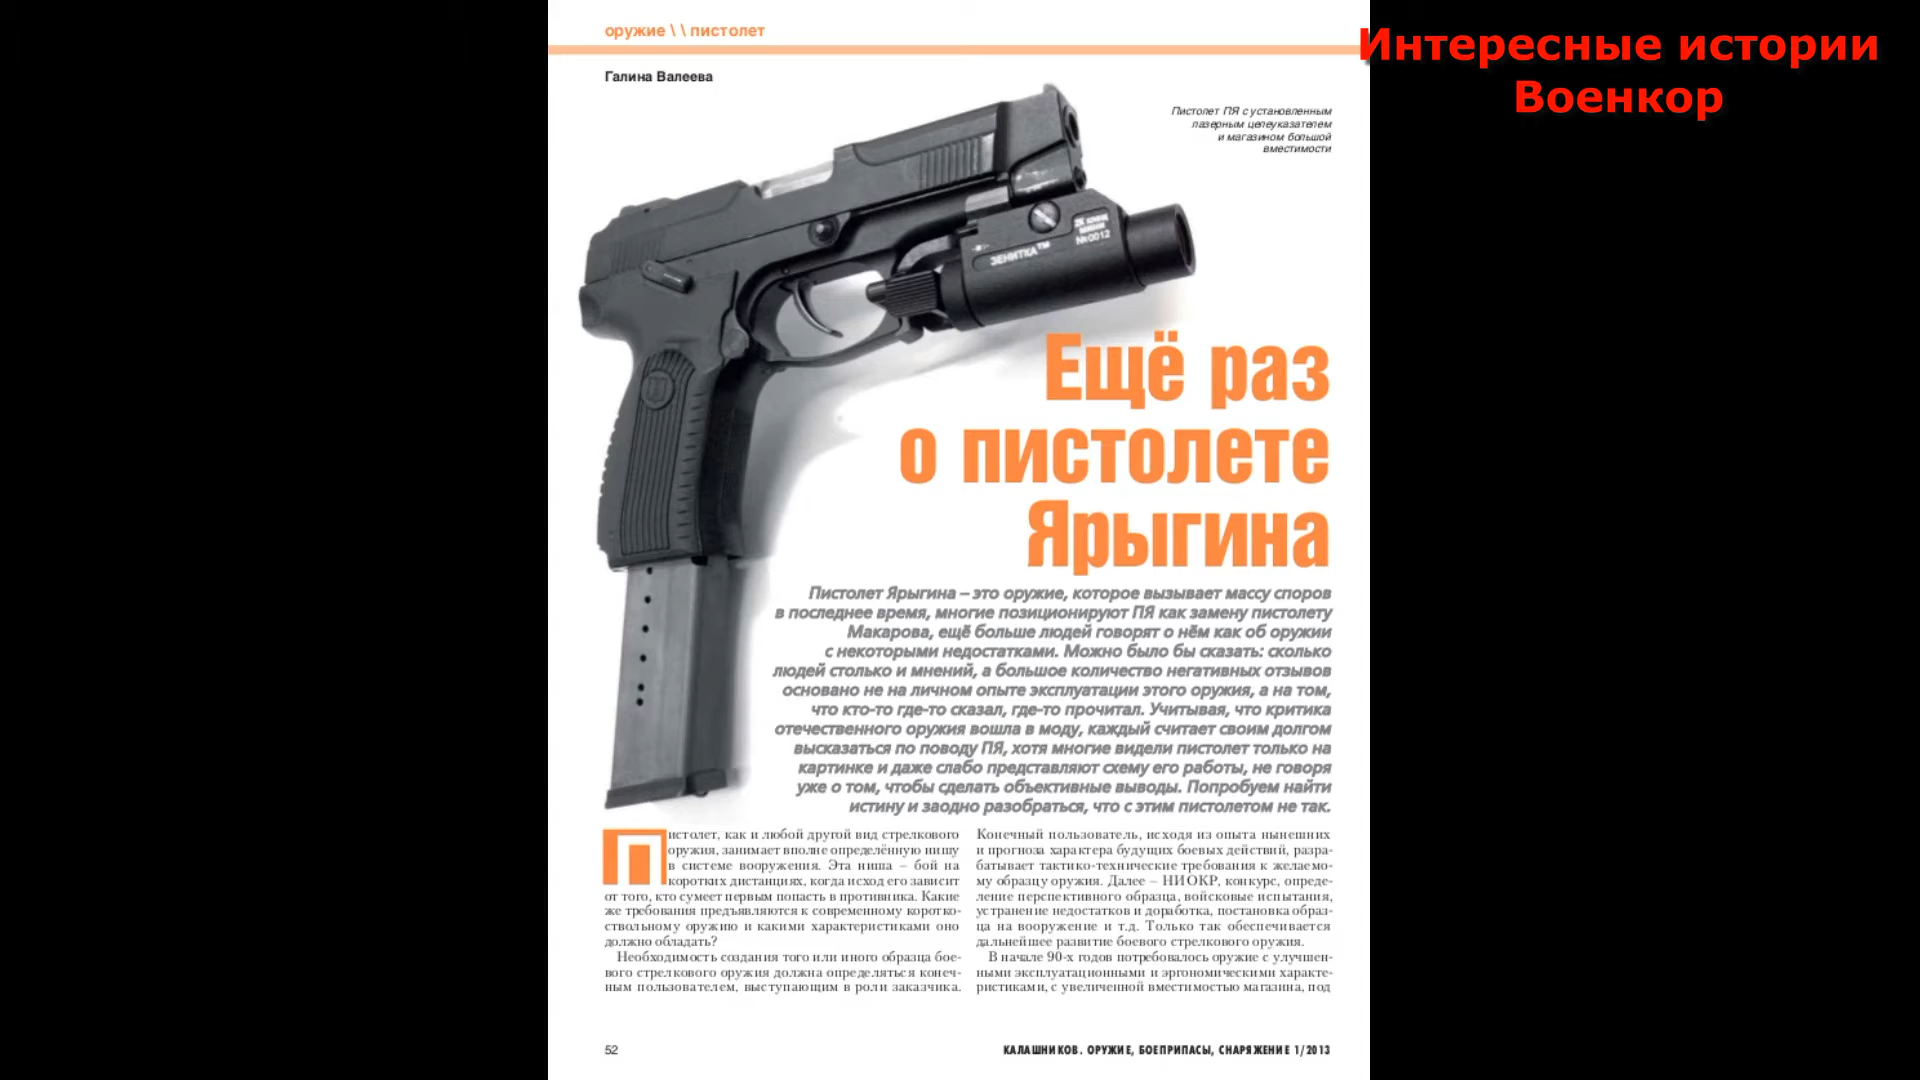 оружие \ \ пистолет
Интересные истории
Военкор
Галина Валеева
Пистолет ПЯ с установленным
лазерным целеуказателем
и магазином большой
вместимости
ЗЕНИТКА™
№0012
Ещё раз
о пистолете
Ярыгина
Пистолет Ярыгина – это оружие, которое вызывает массу споров
в последнее время, многие позиционируют ПЯ как замену пистолету
Макарова, ещё больше людей говорят о нём как об оружии
с некоторыми недостатками. Можно было бы сказать: сколько
людей столько и мнений, а большое количество негативных отзывов
основано не на личном опыте эксплуатации этого оружия, а на том,
что кто-то где-то сказал, где-то прочитал. Учитывая, что критика
отечественного оружия вошла в моду, каждый считает своим долгом
высказаться по поводу ПЯ, хотя многие видели пистолет только на
картинке и даже слабо представляют схему его работы, не говоря
уже о том, чтобы сделать объективные выводы. Попробуем найти
истину и заодно разобраться, что с этим пистолетом не так.
Пистолет, как и любой другой вид стрелкового
оружия, занимает вполне определённую нишу
в системе вооружения. Эта ниша – бой на
коротких дистанциях, когда исход его зависит
от того, кто сумеет первым попасть в противника. Какие
же требования предъявляются к современному коротко-
ствольному оружию и какими характеристиками оно
должно обладать?
Необходимость создания того или иного образца бое-
вого стрелкового оружия должна определяться конеч-
ным пользователем, выступающим в роли заказчика.
Конечный пользователь, исходя из опыта нынешних
и прогноза характера будущих боевых действий, разра-
батывает тактико-технические требования к желаемо-
му образцу оружия. Далее – НИОКР, конкурс, опреде-
ление перспективного образца, войсковые испытания,
устранение недостатков и доработка, постановка образ-
ца на вооружение и т.д. Только так обеспечивается
дальнейшее развитие боевого стрелкового оружия.
В начале 90-х годов потребовалось оружие с улучшен-
ными эксплуатационными и эргономическими характе-
ристиками, с увеличенной вместимостью магазина, под
52
КАЛАШНИКОВ. ОРУЖИЕ, БОЕПРИПАСЫ, СНАРЯЖЕНИЕ 1/2013